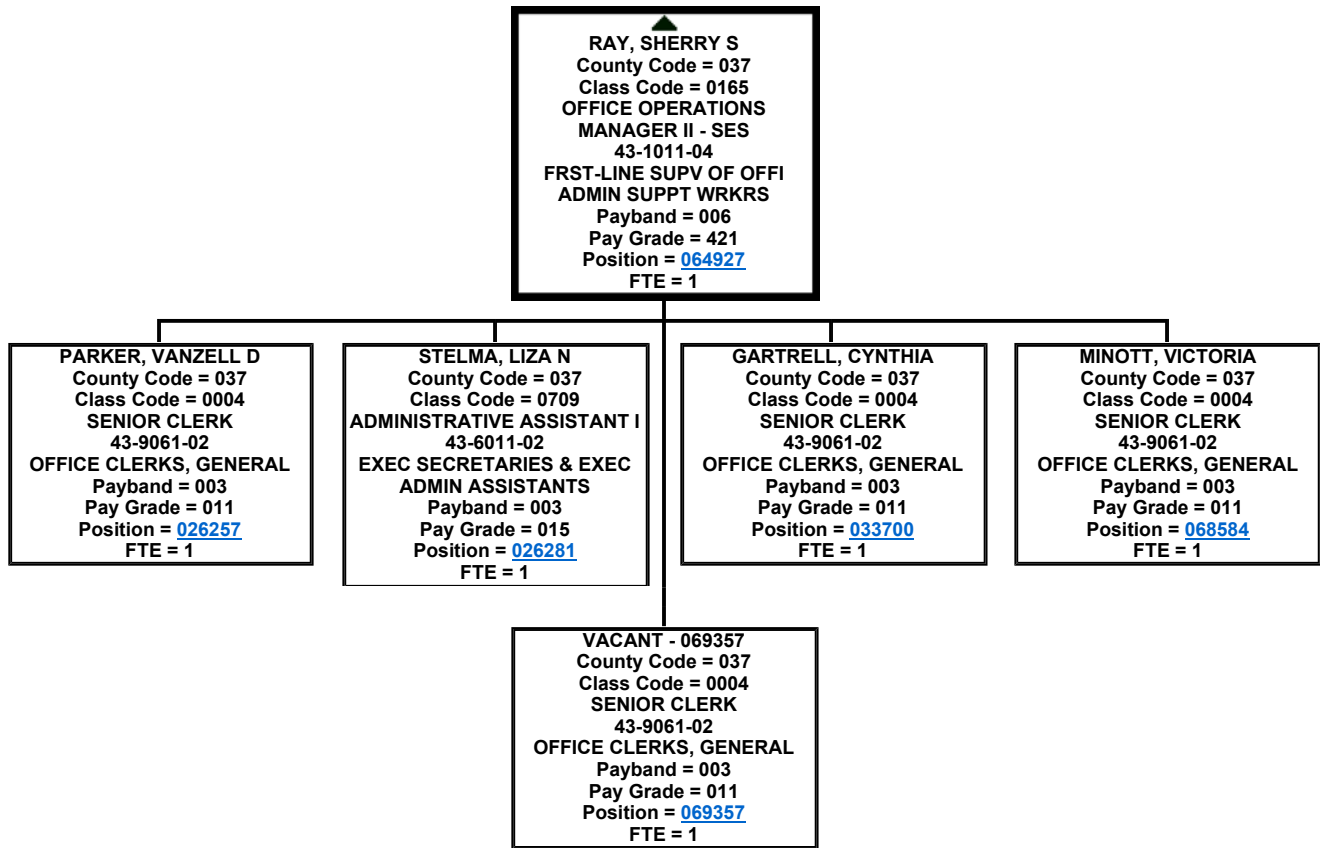 RAY, SHERRY S
County Code = 037
Class Code = 0165
OFFICE OPERATIONS
MANAGER II - SES
43-1011-04
FRST-LINE SUPV OF OFFI
ADMIN SUPPT WRKRS
Payband = 006
Pay Grade = 421
Position = 064927
FTE = 1
PARKER, VANZELL D
County Code = 037
Class Code = 0004
SENIOR CLERK
43-9061-02
OFFICE CLERKS, GENERAL
Payband = 003
Pay Grade = 011
Position = 026257
FTE = 1
STELMA, LIZA N
County Code = 037
Class Code = 0709
ADMINISTRATIVE ASSISTANT I
43-6011-02
EXEC SECRETARIES & EXEC
ADMIN ASSISTANTS
Payband = 003
Pay Grade = 015
Position = 026281
FTE = 1
GARTRELL, CYNTHIA
County Code = 037
Class Code = 0004
SENIOR CLERK
43-9061-02
OFFICE CLERKS, GENERAL
Payband = 003
Pay Grade = 011
Position = 033700
FTE = 1
MINOTT, VICTORIA
County Code = 037
Class Code = 0004
SENIOR CLERK
43-9061-02
OFFICE CLERKS, GENERAL
Payband = 003
Pay Grade = 011
Position = 068584
FTE = 1
VACANT - 069357
County Code = 037
Class Code = 0004
SENIOR CLERK
43-9061-02
OFFICE CLERKS, GENERAL
Payband = 003
Pay Grade = 011
Position = 069357
FTE = 1